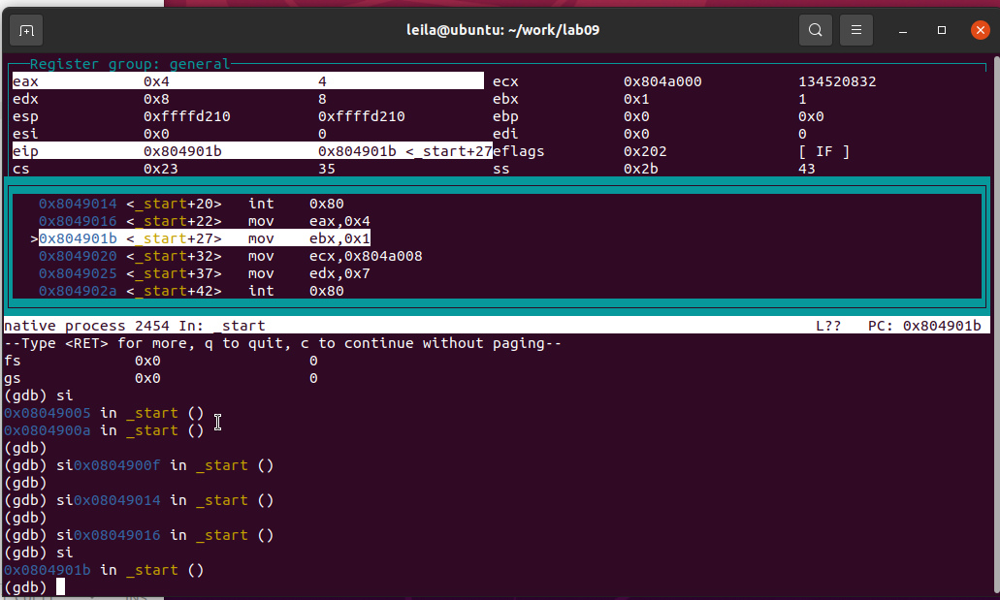 leila@ubuntu: ~/work/lab09
Register group: general
eax 0x4 4 ecx 0x804a000 134520832
edx 0x8 8 ebx 0x1 1
esp 0xffffd210 0xffffd210 ebp 0x0 0x0
esi 0x0 0 edi 0x0 0
eip 0x804901b 0x804901b <_start+27 eflags 0x202 [ IF ]
cs 0x23 35 ss 0x2b 43
0x8049014 <_start+20> int 0x80
0x8049016 <_start+22> mov eax,0x4
>0x804901b <_start+27> mov ebx,0x1
0x8049020 <_start+32> mov ecx,0x804a008
0x8049025 <_start+37> mov edx,0x7
0x804902a <_start+42> int 0x80
native process 2454 In: _start L?? PC: 0x804901b
--Type <RET> for more, q to quit, c to continue without paging--
fs 0x0 0
gs 0x0 0
(gdb) si
0x08049005 in _start ()
0x0804900a in _start ()
(gdb)
(gdb) si0x0804900f in _start ()
(gdb)
(gdb) si0x08049014 in _start ()
(gdb)
(gdb) si0x08049016 in _start ()
(gdb) si
0x0804901b in _start ()
(gdb)